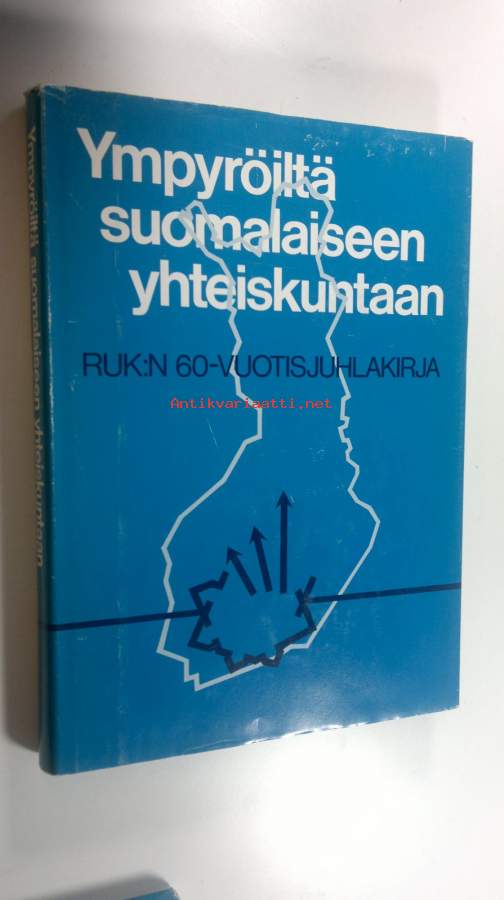 Ympyröiltä
suomalaiseen
yhteiskuntaan
RUK:N 60-VUOTISJUHLAKIRJA
Antikvariaatti.net
Ympyröiltä suomalaiseen yhteiskuntaan